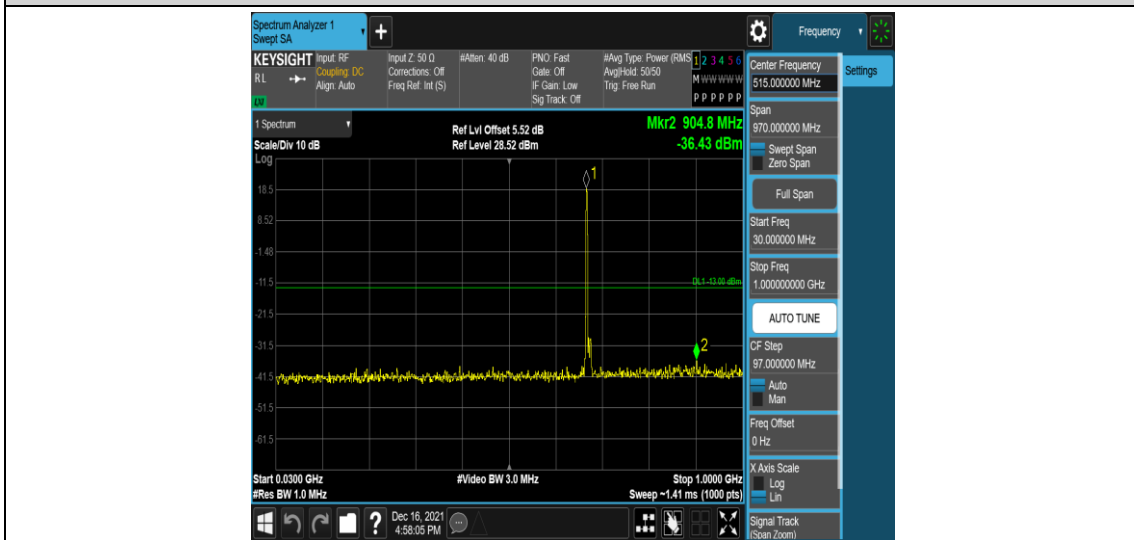 Spectrum Analyzer 1
Swept SA
+
Frequency
KEYSIGHT
RL
LXI
Input: RF
Coupling: DC
Align: Auto
Input Z: 50 Ω
Corrections: Off
Freq Ref: Int (S)
#Atten: 40 dB
PNO: Fast
Gate: Off
IF Gain: Low
Sig Track: Off
#Avg Type: Power (RMS
Avg|Hold: 50/50
Trig: Free Run
1 2 3 4 5 6
M W W W W W
P P P P P P
1 Spectrum
Scale/Div 10 dB
Log
Ref Lvl Offset 5.52 dB
Ref Level 28.52 dBm
Mkr2 904.8 MHz
-36.43 dBm
1
18.5
8.52
-1.48
-11.5
DL1 -13.00 dBm
-21.5
-31.5
2
-41.5
-51.5
-61.5
Start 0.0300 GHz
#Video BW 3.0 MHz
Stop 1.0000 GHz
#Res BW 1.0 MHz
Sweep ~1.41 ms (1000 pts)
Center Frequency
515.000000 MHz
Settings
Span
970.000000 MHz
Swept Span
Zero Span
Full Span
Start Freq
30.000000 MHz
Stop Freq
1.000000000 GHz
AUTO TUNE
CF Step
97.000000 MHz
Auto
Man
Freq Offset
0 Hz
X Axis Scale
Log
Lin
Signal Track
(Span Zoom)
?
Dec 16, 2021
4:58:05 PM